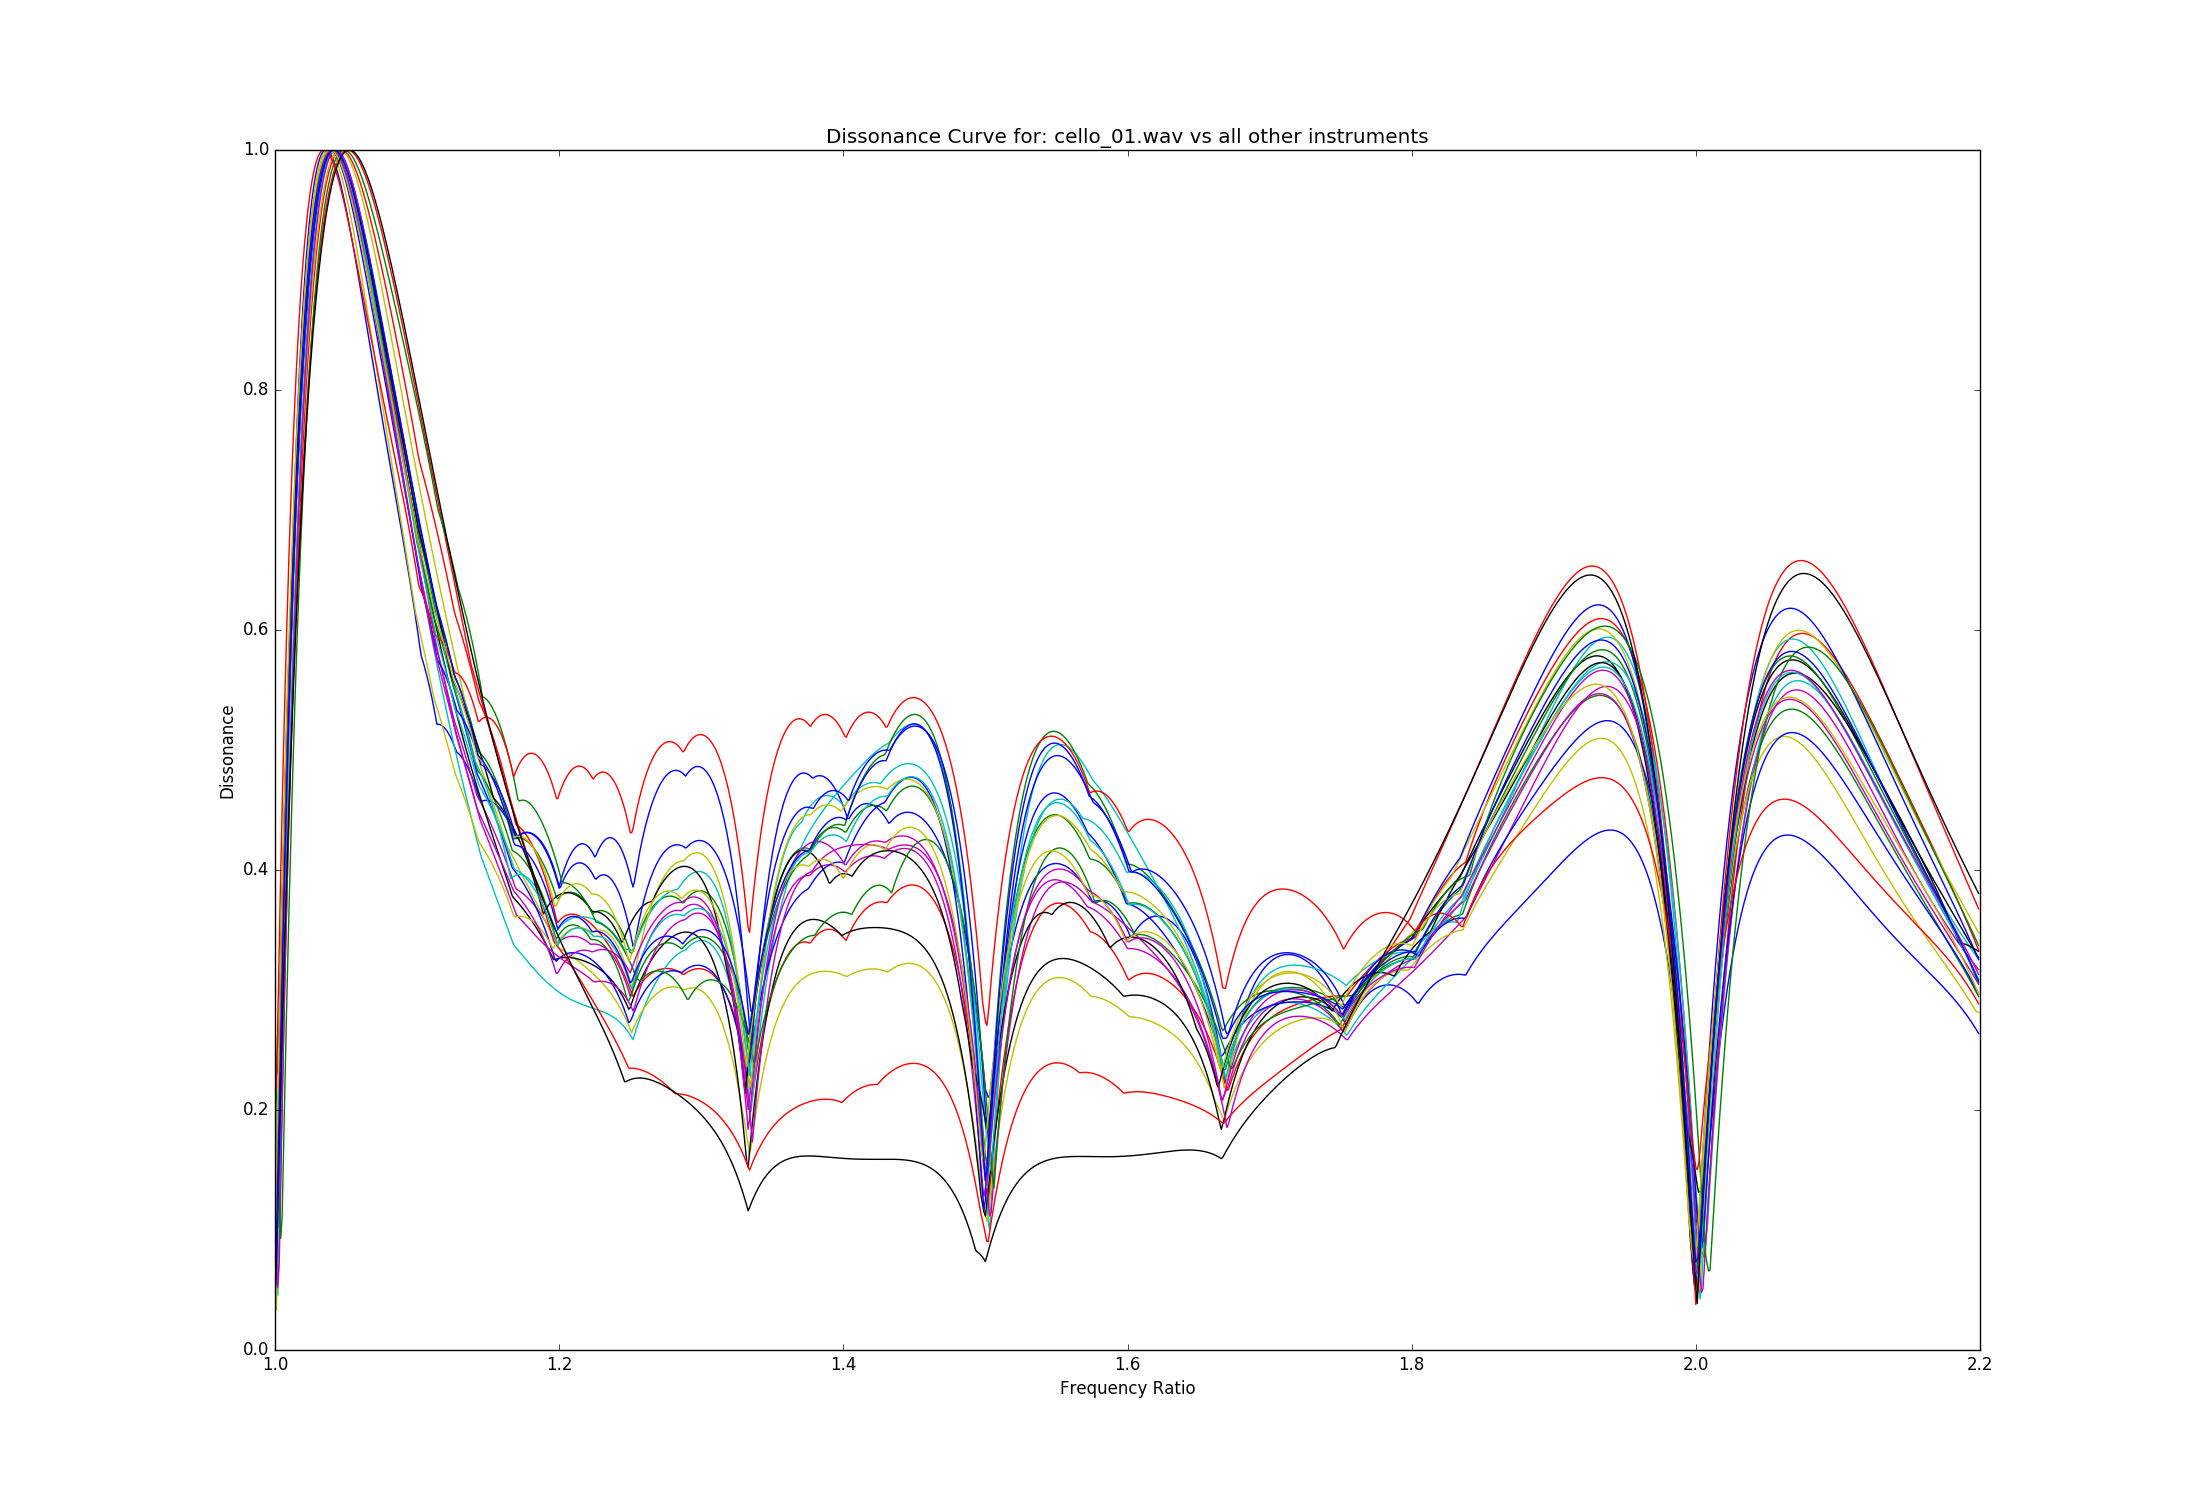 Dissonance Curve for: cello_01.wav vs all other instruments
1.0
0.8
0.6
0.4
0.2
0.0
Dissonance
1.0 1.2 1.4 1.6 1.8 2.0 2.2
Frequency Ratio